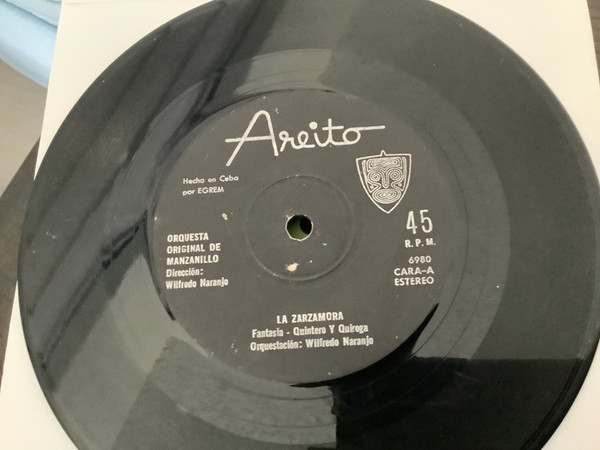 Areito
Hecho en Cuba
por EGREM
45
R. P. M.
6980
CARA-A
ESTEREO
ORQUESTA
ORIGINAL DE
MANZANILLO
Dirección:
Wilfredo Naranjo
LA ZARZAMORA
Fantasía - Quintero Y Quiroga
Orquestación: Wilfredo Naranjo